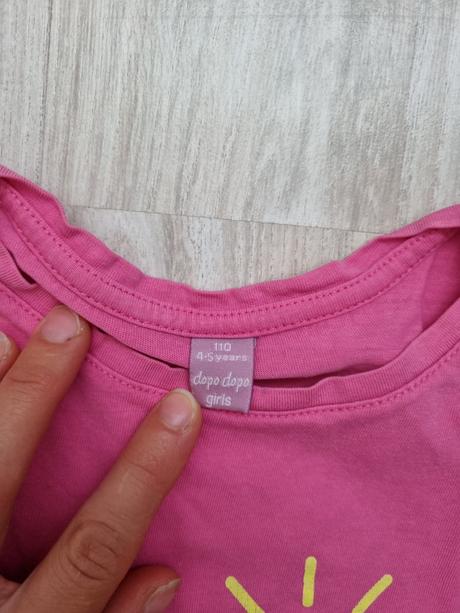 110
4-5 years
dopo dopo
girls